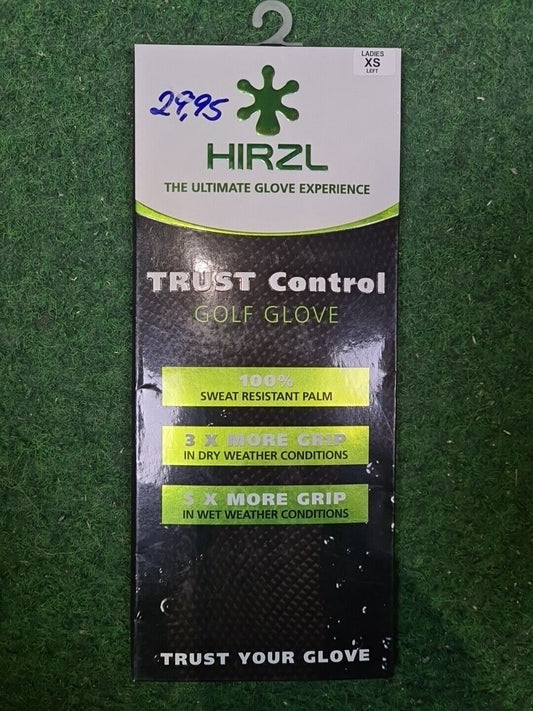 LADIES
XS
LEFT
24,95
HIRZL
THE ULTIMATE GLOVE EXPERIENCE
TRUST Control
GOLF GLOVE
100%
SWEAT RESISTANT PALM
3 X MORE GRIP
IN DRY WEATHER CONDITIONS
5 X MORE GRIP
IN WET WEATHER CONDITIONS
TRUST YOUR GLOVE